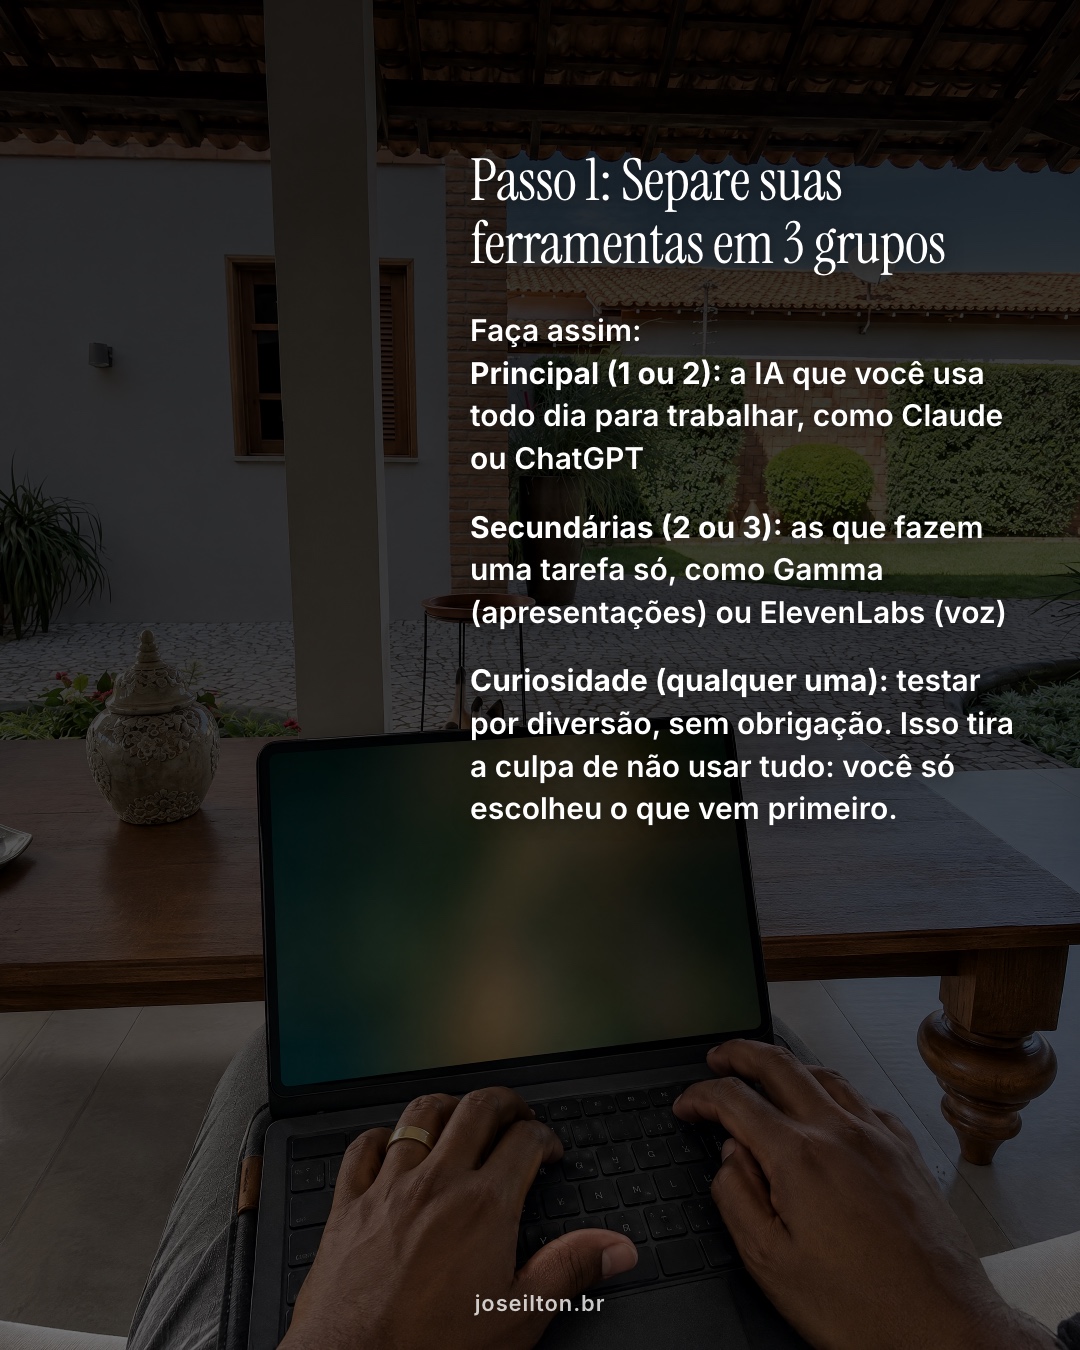 Passo 1: Separe suas
ferramentas em 3 grupos
Faça assim:
Principal (1 ou 2): a IA que você usa
todo dia para trabalhar, como Claude
ou ChatGPT
Secundárias (2 ou 3): as que fazem
uma tarefa só, como Gamma
(apresentações) ou ElevenLabs (voz)
Curiosidade (qualquer uma): testar
por diversão, sem obrigação. Isso tira
a culpa de não usar tudo: você só
escolheu o que vem primeiro.
joseilton.br